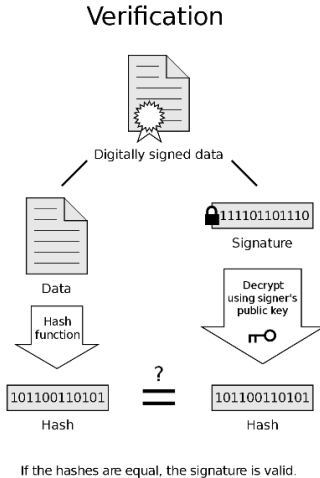 Verification
Digitally signed data
111101101110
Signature
Data
Decrypt
using signer's
public key
Hash
function
?
101100110101
101100110101
Hash
Hash
If the hashes are equal, the signature is valid.